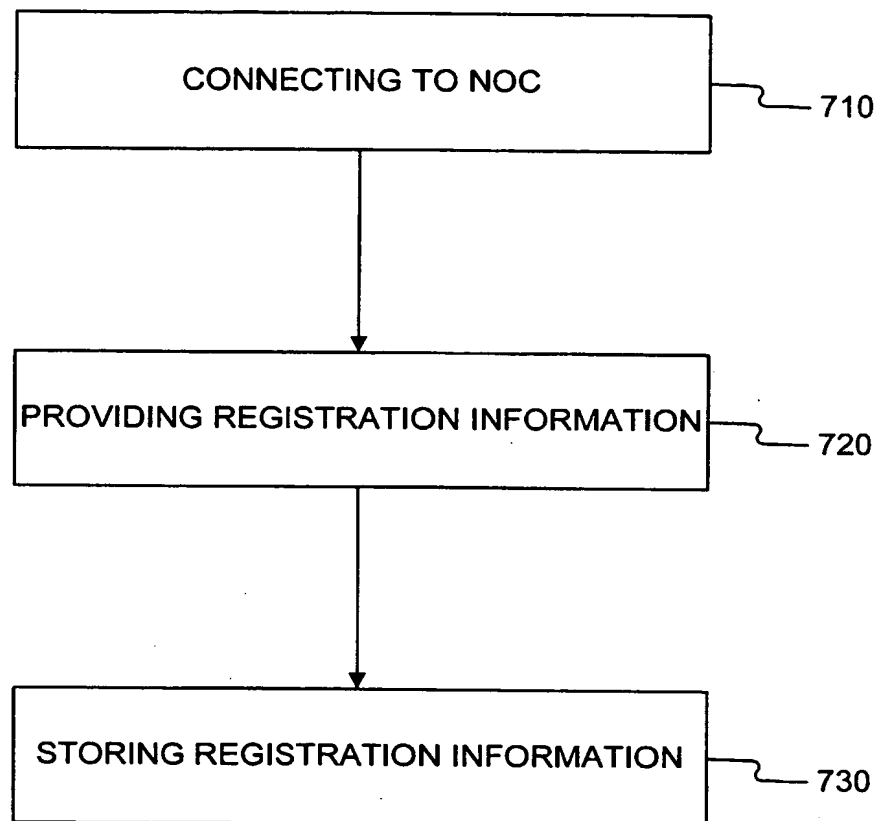 CONNECTING TO NOC
710
PROVIDING REGISTRATION INFORMATION
720
STORING REGISTRATION INFORMATION
730